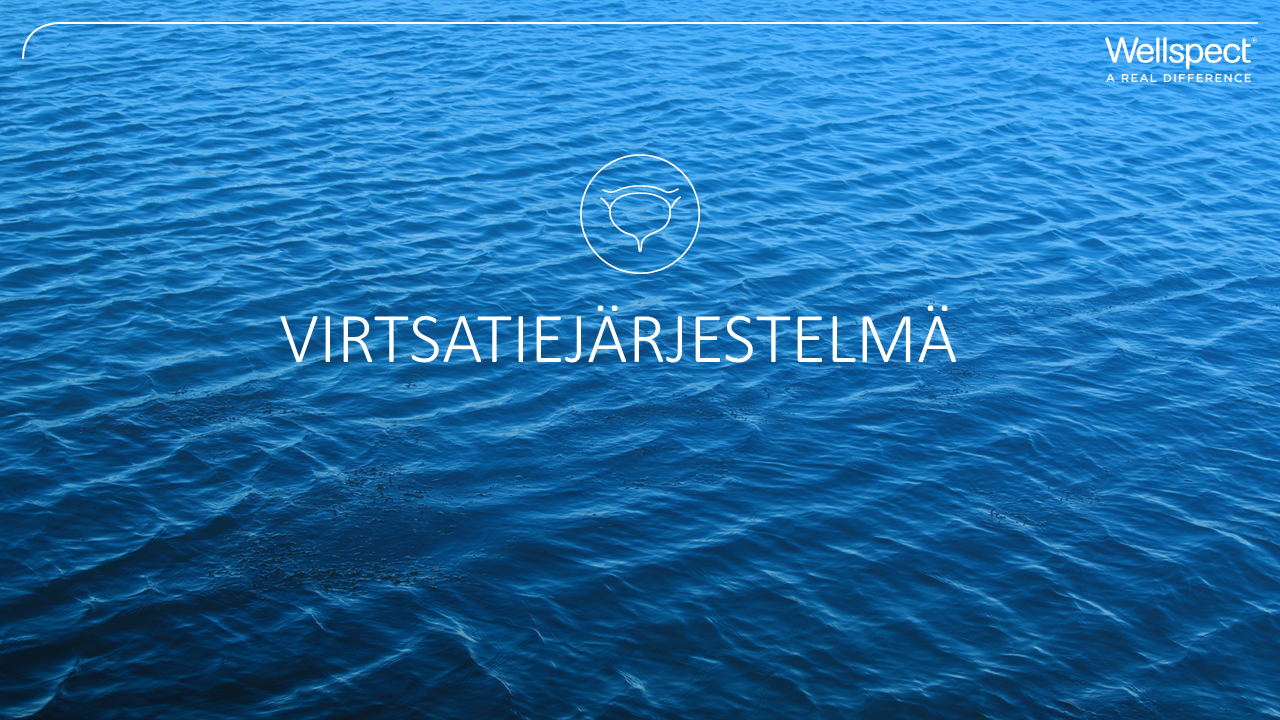 Wellspect®
A REAL DIFFERENCE
VIRTSATIEJÄRJESTELMÄ